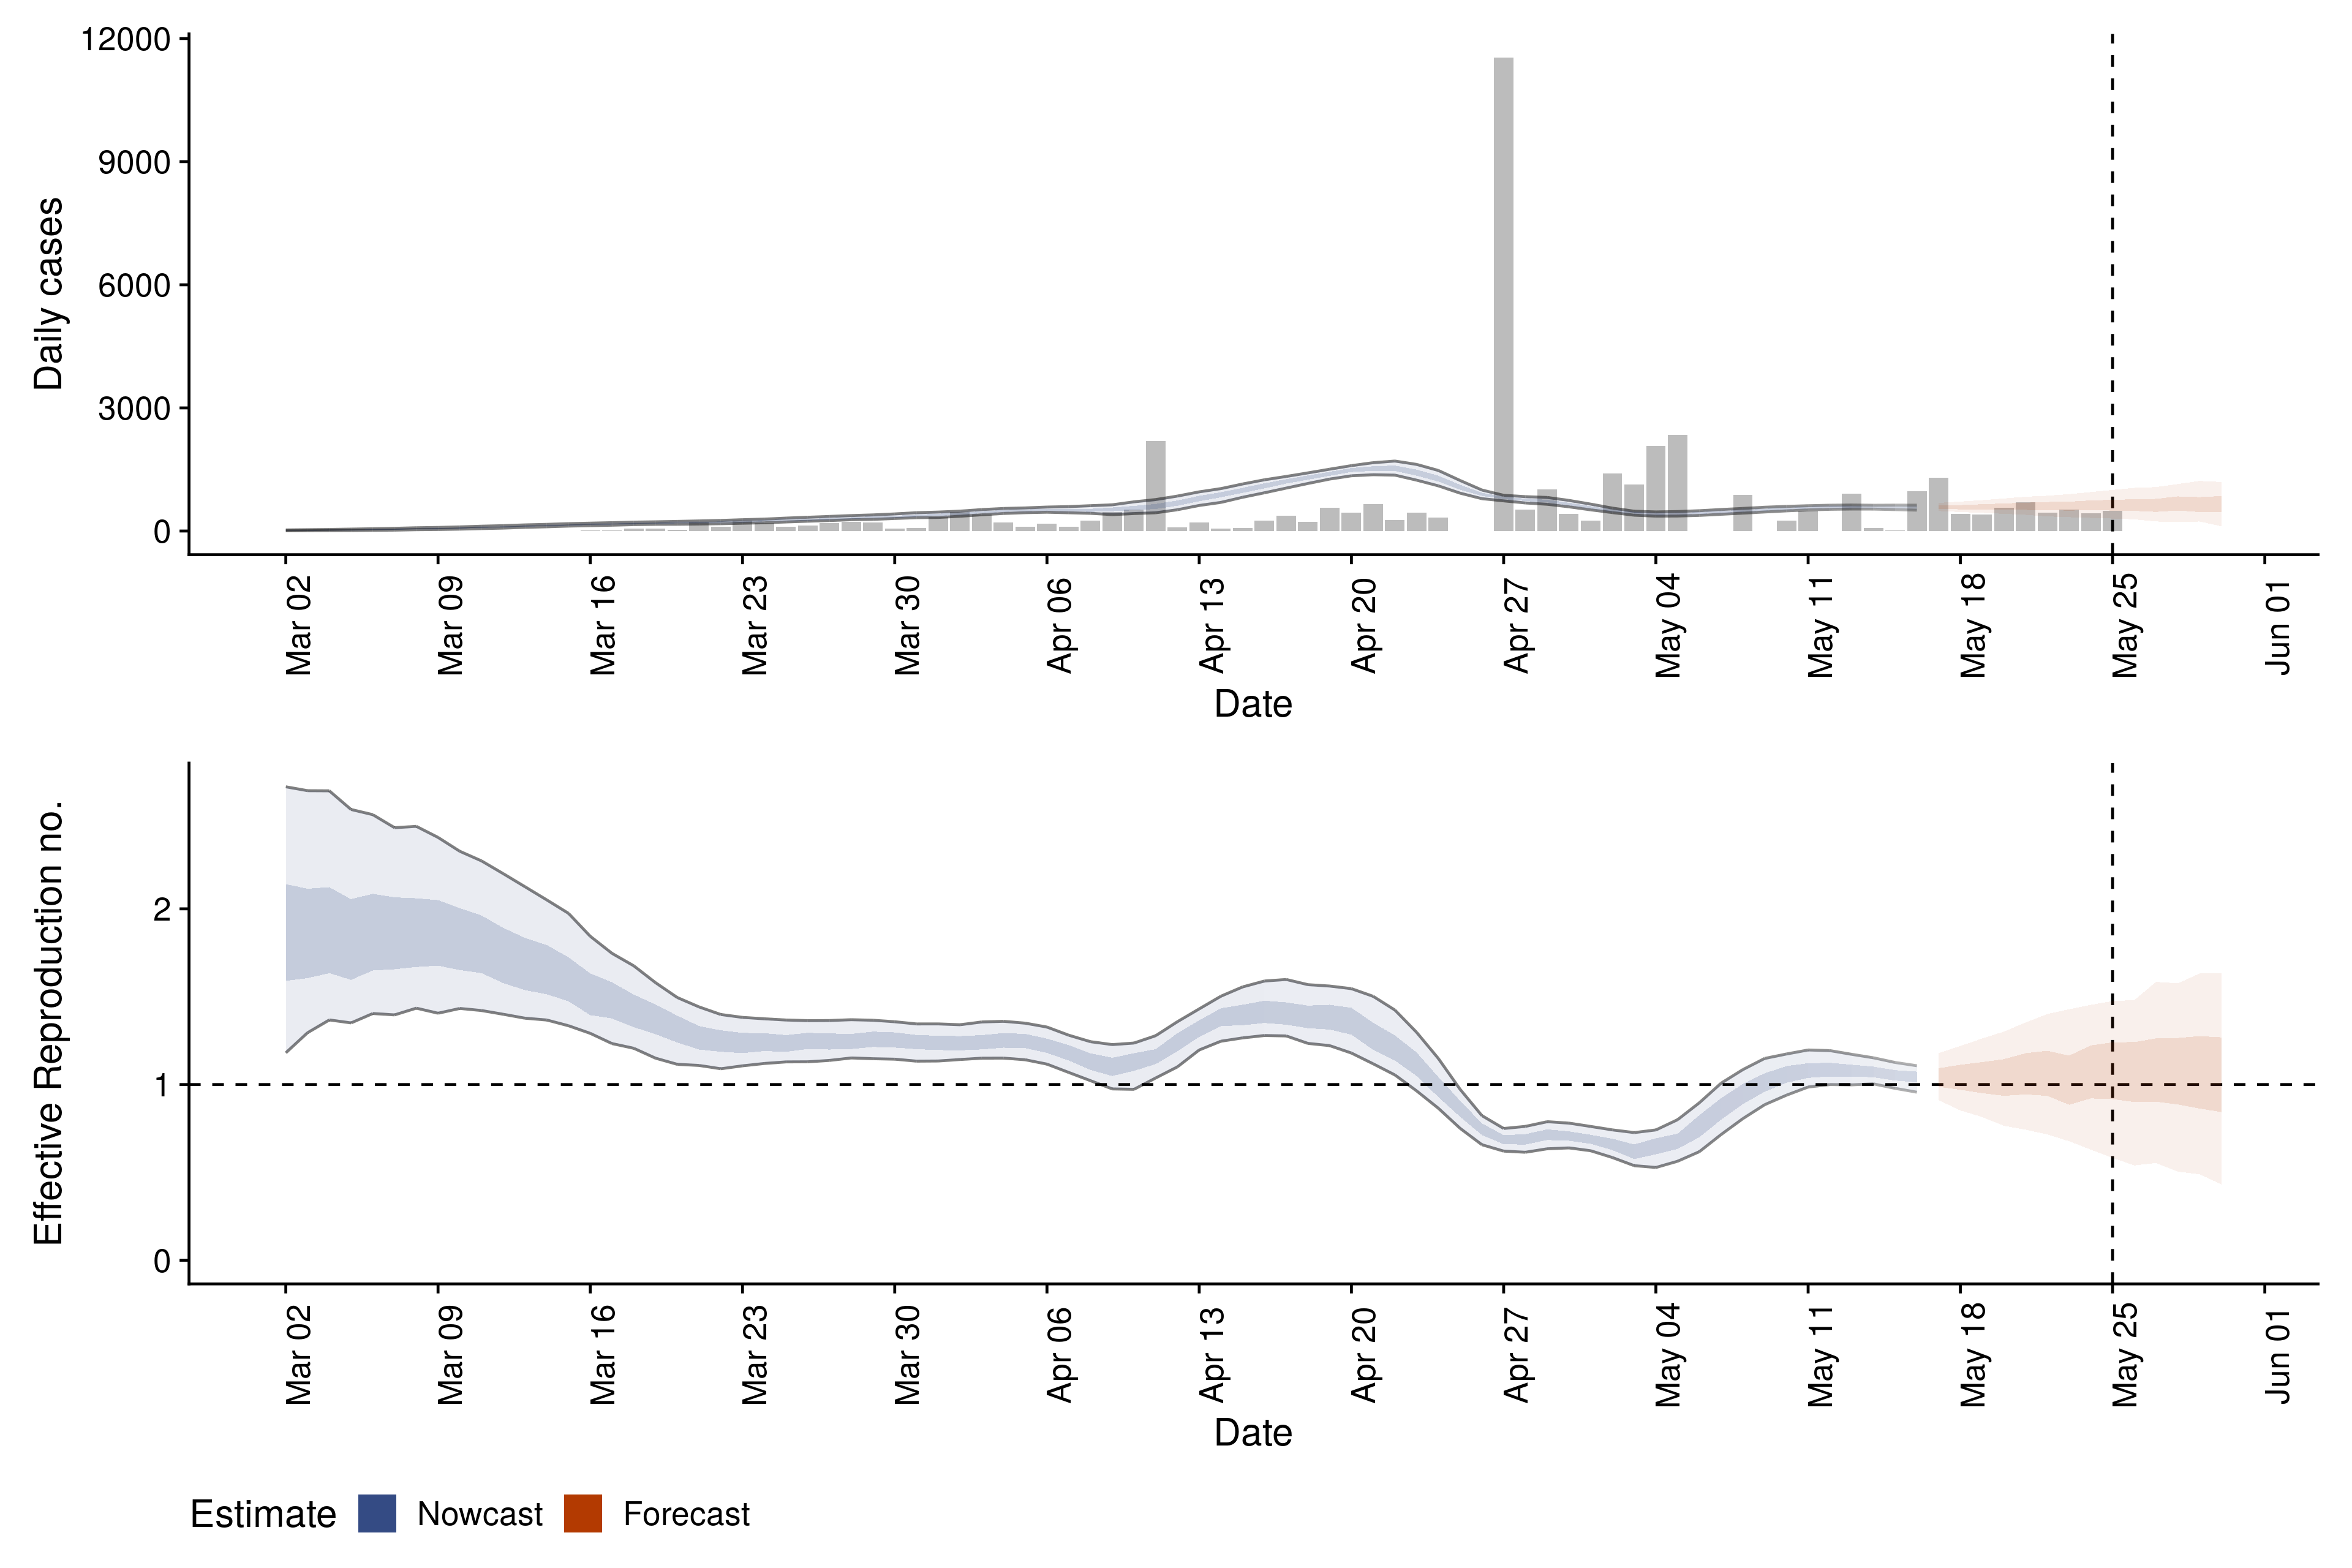 12000
9000
6000
3000
0
Daily cases
Mar 02
Mar 09
Mar 16
Mar 23
Mar 30
Apr 06
Apr 13
Apr 20
Apr 27
May 04
May 11
May 18
May 25
Jun 01
Date
2
1
0
Effective Reproduction no.
Mar 02
Mar 09
Mar 16
Mar 23
Mar 30
Apr 06
Apr 13
Apr 20
Apr 27
May 04
May 11
May 18
May 25
Jun 01
Date
Estimate Nowcast Forecast